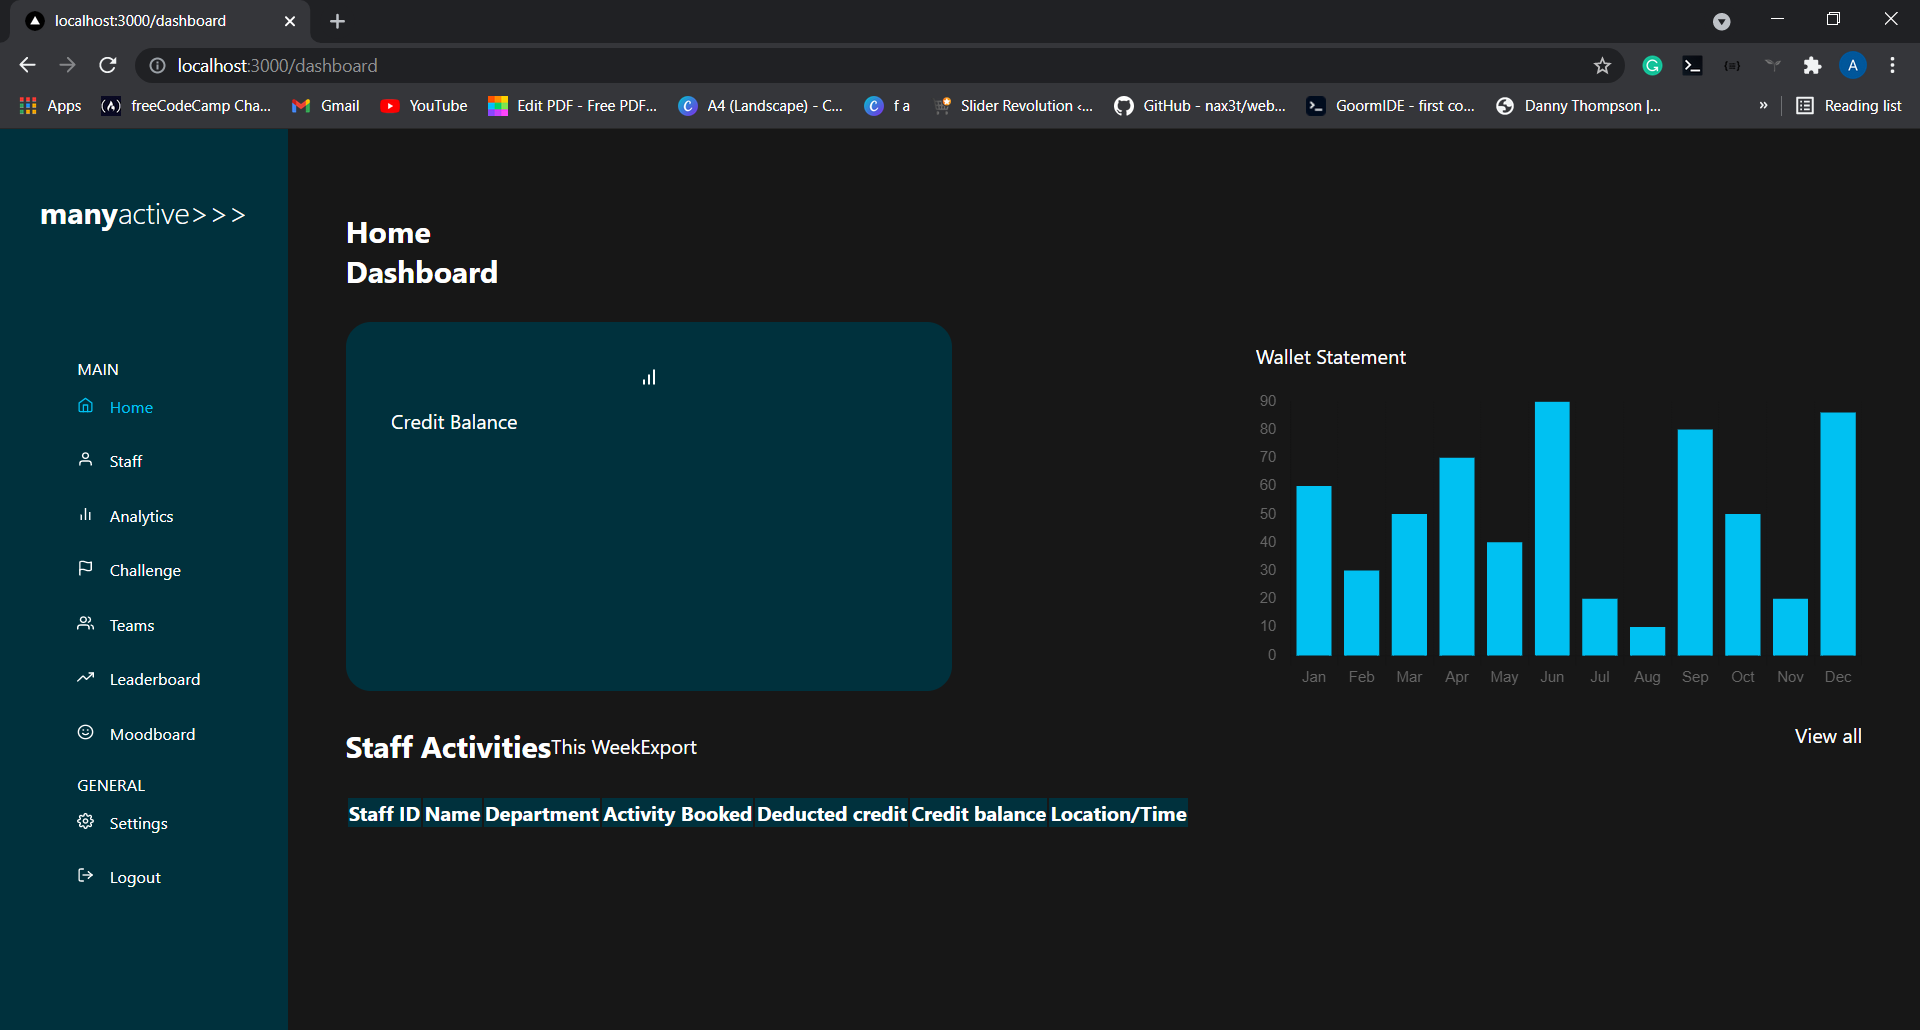 localhost:3000/dashboard
localhost:3000/dashboard
A
Apps freeCodeCamp Cha... Gmail YouTube Edit PDF - Free PDF... A4 (Landscape) - C... f a Slider Revolution ‹... GitHub - nax3t/web... GoormIDE - first co... Danny Thompson |... » Reading list
manyactive>>>
MAIN
Home
Staff
Analytics
Challenge
Teams
Leaderboard
Moodboard
GENERAL
Settings
Logout
Home
Dashboard
Credit Balance
Wallet Statement
90
80
70
60
50
40
30
20
10
0
Jan Feb Mar Apr May Jun Jul Aug Sep Oct Nov Dec
Staff ActivitiesThis WeekExport
View all
Staff ID Name Department Activity Booked Deducted credit Credit balance Location/Time